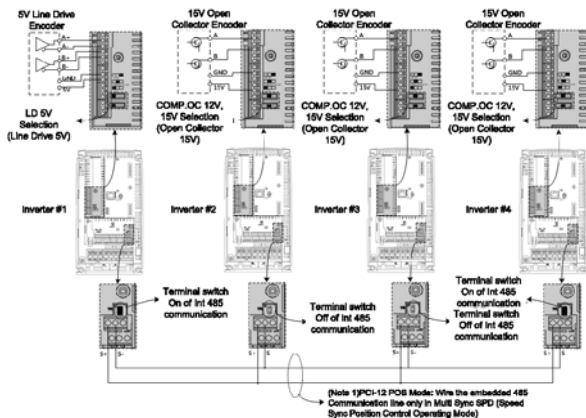 5V Line Drive
Encoder
A+
A-
B+
B-
GND
5V
LD 5V
Selection
(Line Drive 5V)
15V Open
Collector Encoder
A
B
GND
15V
COMP.OC 12V,
15V Selection
(Open Collector
15V)
15V Open
Collector Encoder
A
B
GND
15V
COMP.OC 12V,
15V Selection
(Open Collector
15V)
15V Open
Collector Encoder
A
B
GND
15V
COMP.OC 12V,
15V Selection
(Open Collector
15V)
Inverter #1
Inverter #2
Inverter #3
Inverter #4
Terminal switch
On of Int 485
communication
Terminal switch
Off of Int 485
communication
Terminal switch
On of Int 485
communication
Terminal switch
Off of Int 485
communication
S+
S-
S-
S-
S+
S-
(Note 1)PCI-12 POS Mode: Wire the embedded 485
Communication line only in Multi Sync SPD (Speed
Sync Position Control Operating Mode)